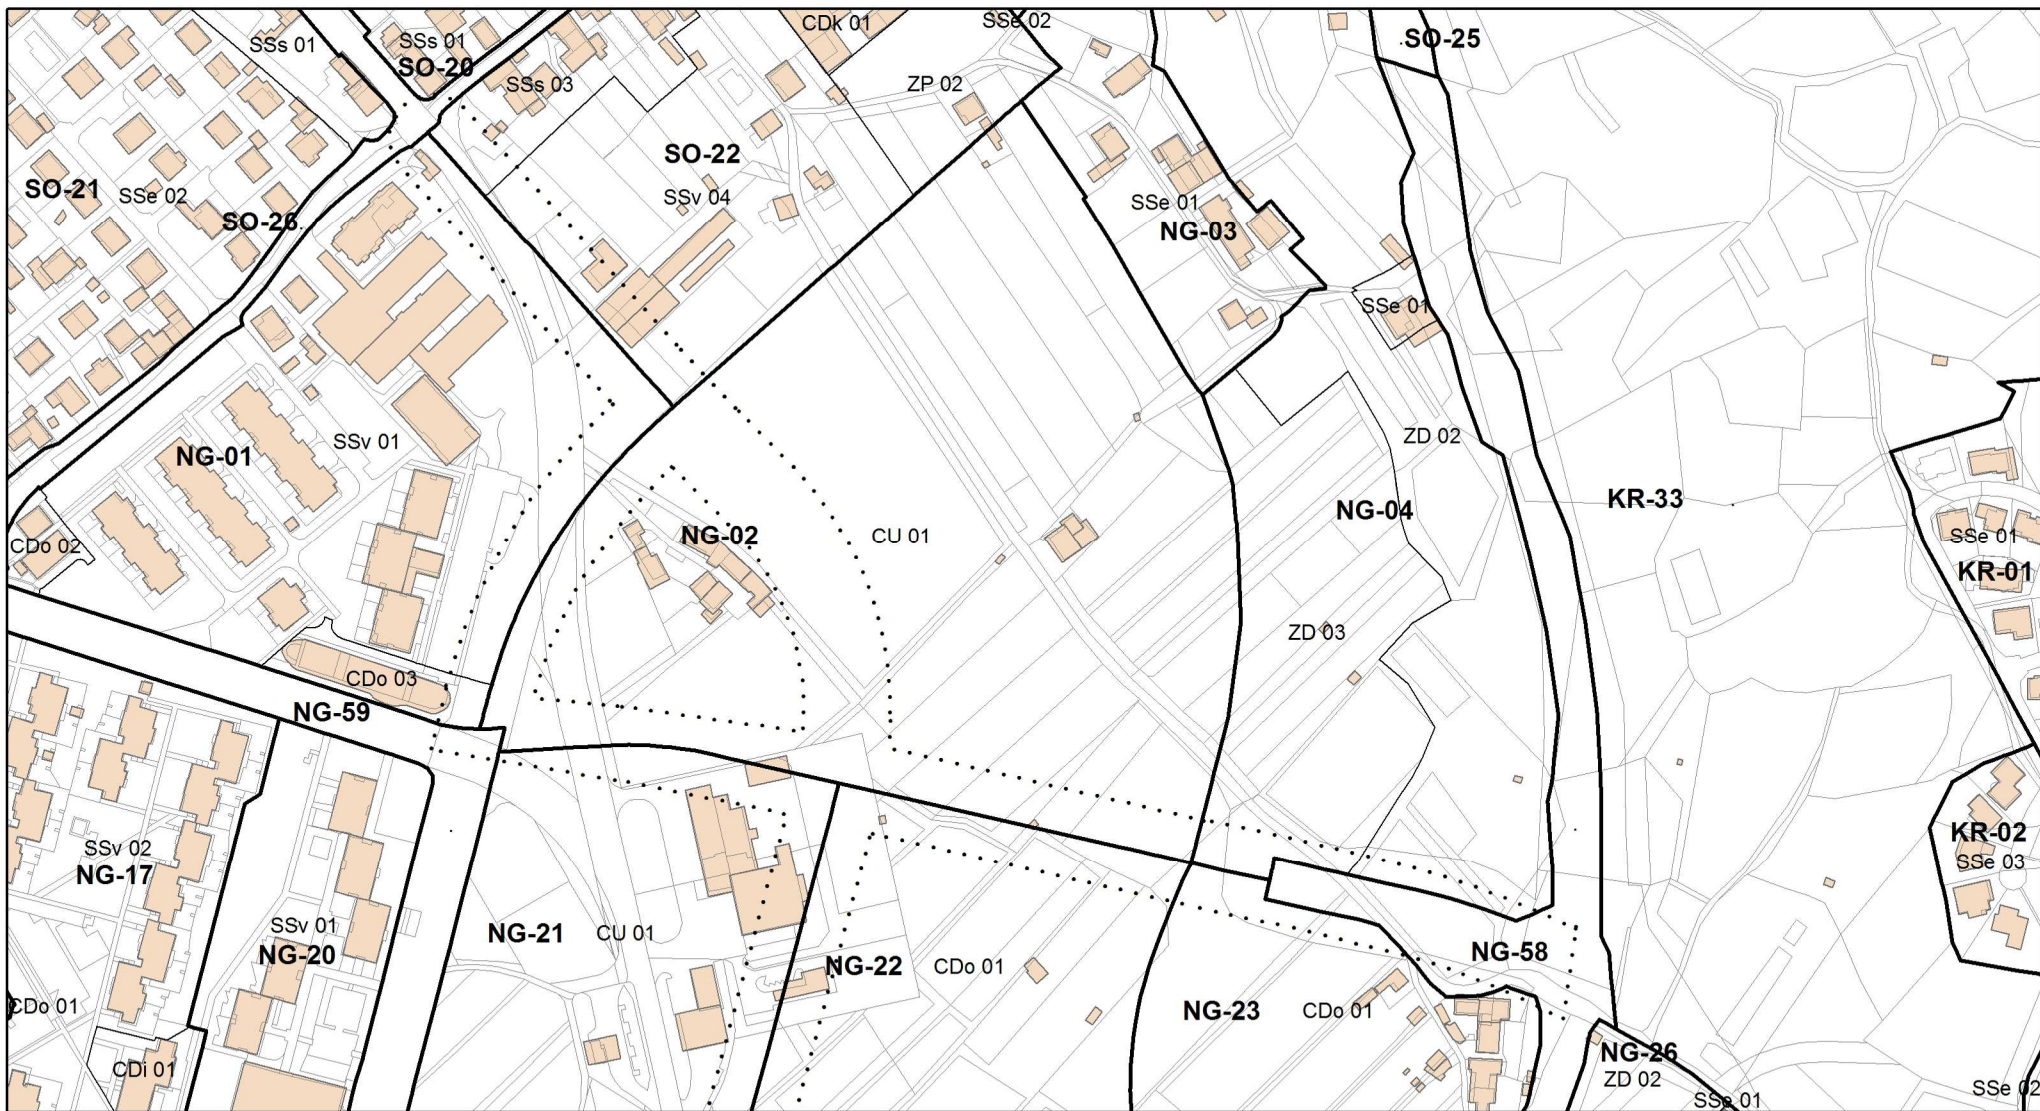 CDk 01
SSe 02
SO-25
SSs 01
SSs 01
SO-20
SSs 03
ZP 02
SO-22
SO-21
SSe 02
SSv 04
SSe 01
SO-26
NG-03
SSe 01
ZD 02
SSv 01
NG-01
KR-33
NG-04
CDo 02
NG-02
CU 01
SSe 01
KR-01
ZD 03
CDo 03
NG-59
KR-02
SSv 02
SSe 03
NG-17
SSv 01
NG-21
CU 01
NG-20
NG-22
CDo 01
NG-58
CDo 01
NG-23
CDo 01
NG-26
CDi 01
ZD 02
SSe 02
SSe 01